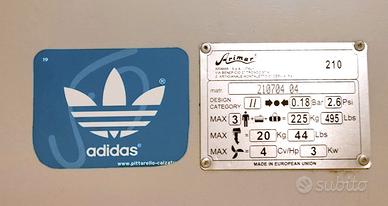 19
adidas
www.pittarello-calzat
Arimar
210
matr. 210704 04
DESIGN CATEGORY II 0.18 Bar 2.6 Psi
MAX 3 = 225 Kg 495 Lbs
= 20 Kg 44 Lbs
MAX 4 Cv/Hp 3 Kw
MADE IN EUROPEAN UNION
subito